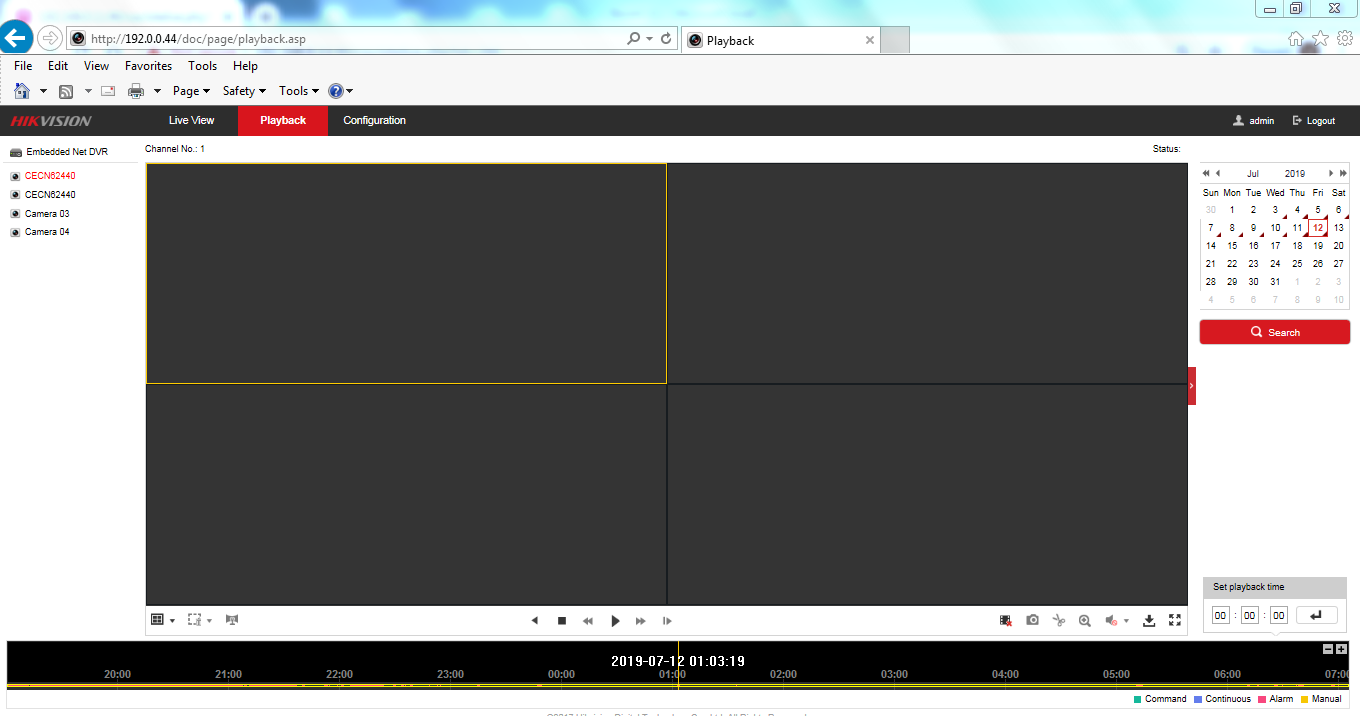 http://192.0.0.44/doc/page/playback.asp
Playback
File Edit View Favorites Tools Help
Page Safety Tools
HIKVISION Live View Playback Configuration admin Logout
Embedded Net DVR
CECN62440
CECN62440
Camera 03
Camera 04
Channel No.: 1
Status:
Jul 2019
Sun Mon Tue Wed Thu Fri Sat
30 1 2 3 4 5 6
7 8 9 10 11 12 13
14 15 16 17 18 19 20
21 22 23 24 25 26 27
28 29 30 31 1 2 3
4 5 6 7 8 9 10
Search
Set playback time
00 : 00 : 00
2019-07-12 01:03:19
20:00 21:00 22:00 23:00 00:00 01:00 02:00 03:00 04:00 05:00 06:00 07:00
Command Continuous Alarm Manual